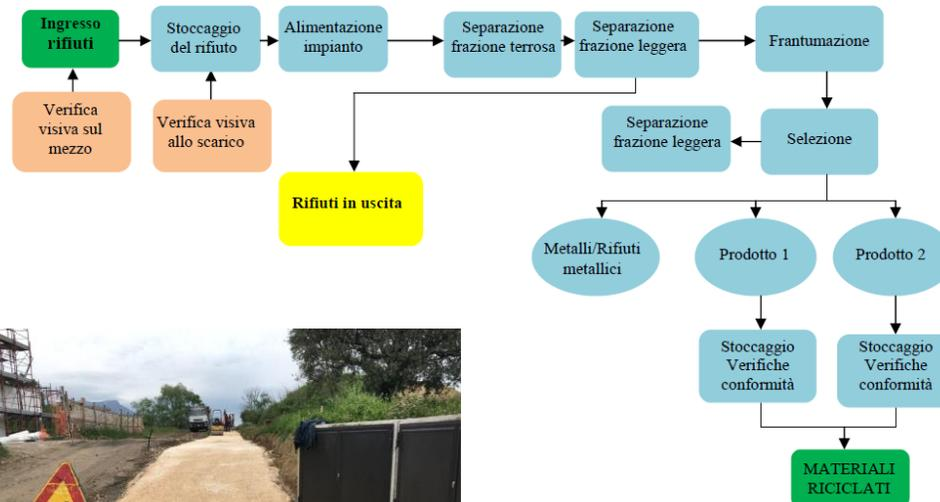 Ingresso
rifiuti
Stoccaggio
del rifiuto
Alimentazione
impianto
Separazione
frazione terrosa
Separazione
frazione leggera
Frantumazione
Verifica
visiva sul
mezzo
Verifica visiva
allo scarico
Separazione
frazione leggera
Selezione
Rifiuti in uscita
Metalli/Rifiuti
metallici
Prodotto 1
Prodotto 2
Stoccaggio
Verifiche
conformità
Stoccaggio
Verifiche
conformità
MATERIALI
RICICLATI